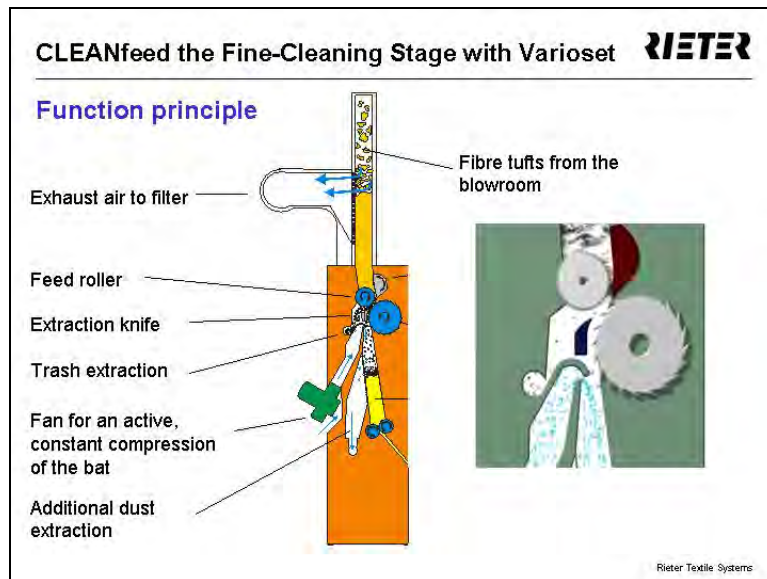 CLEANfeed the Fine-Cleaning Stage with Varioset
RIETER
Function principle
Fibre tufts from the
blowroom
Exhaust air to filter
Feed roller
Extraction knife
Trash extraction
Fan for an active,
constant compression
of the bat
Additional dust
extraction
Rieter Textile Systems